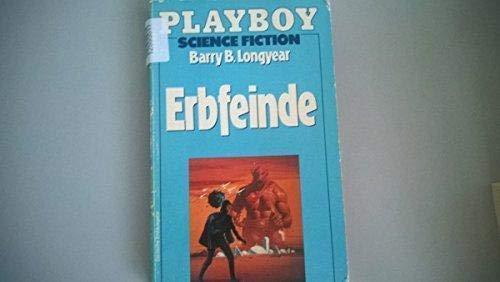 PLAYBOY
SCIENCE FICTION
Barry B. Longyear
Erbfeinde